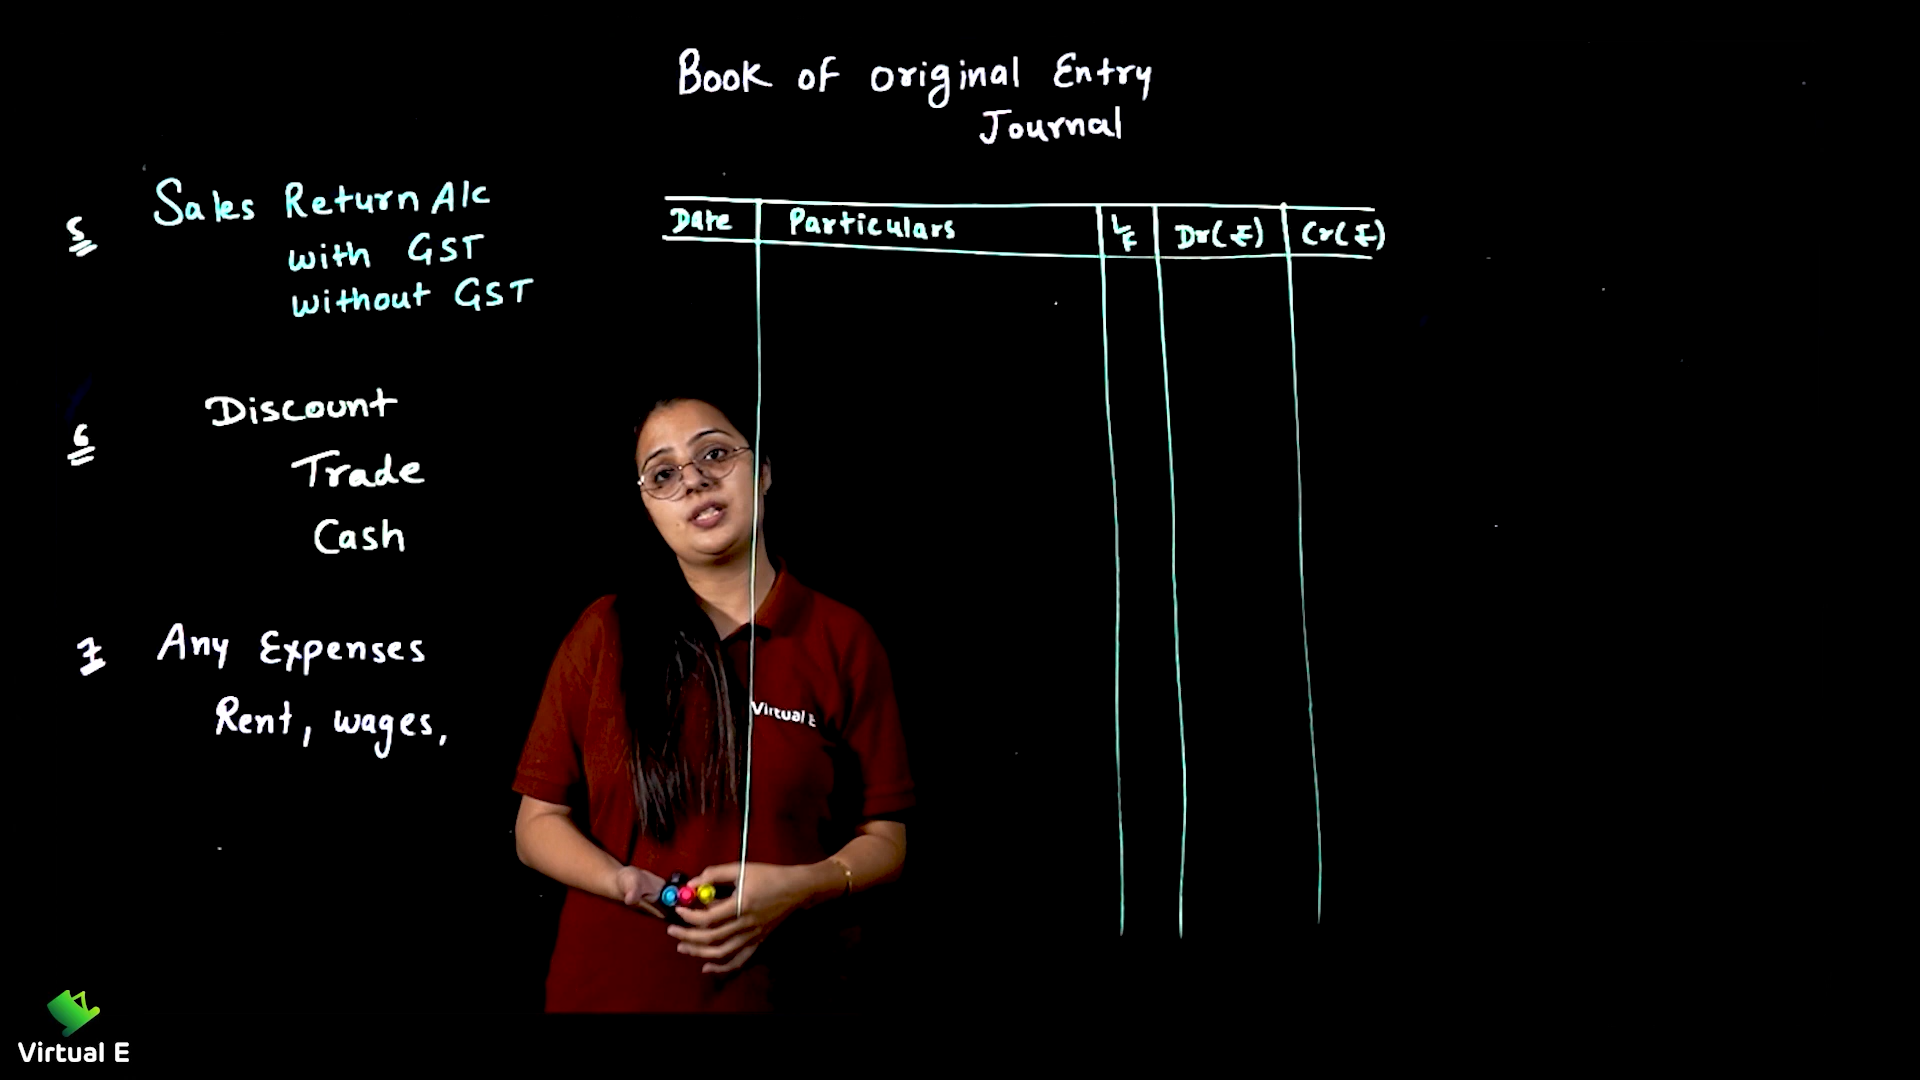 Book of original Entry
Journal
5 Sales Return A/c
with GST
without GST
Date Particulars L/F Dr(₹) Cr(₹)
6 Discount
Trade
Cash
7 Any Expenses
Rent, wages,
Virtual E
Virtual E